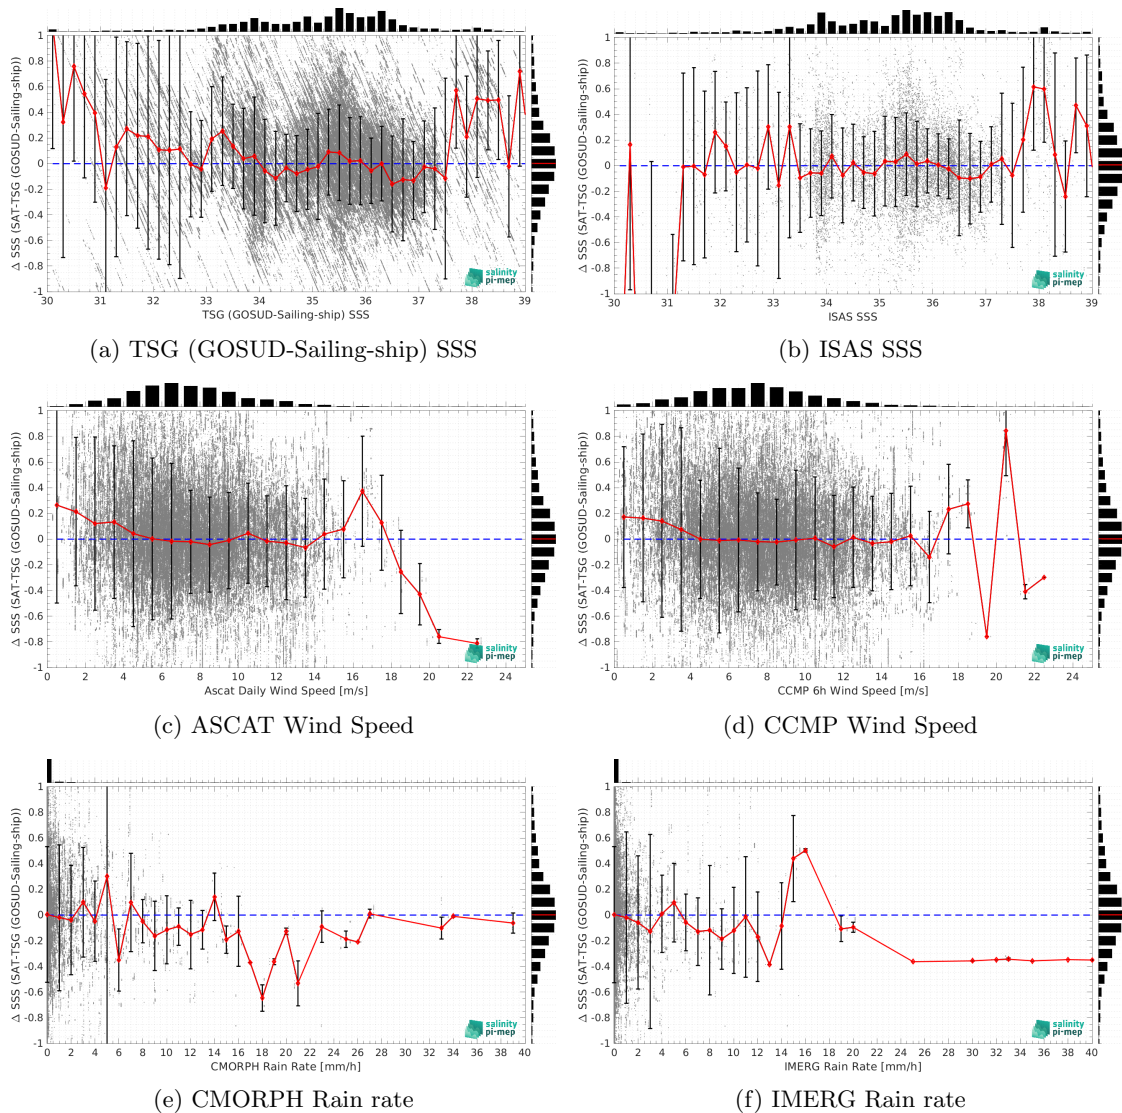 Δ SSS (SAT-TSG (GOSUD-Sailing-ship))
1
0.8
0.6
0.4
0.2
0
-0.2
-0.4
-0.6
-0.8
-1
30 31 32 33 34 35 36 37 38 39
TSG (GOSUD-Sailing-ship) SSS
salinity
pi-mep
(a) TSG (GOSUD-Sailing-ship) SSS
Δ SSS (SAT-TSG (GOSUD-Sailing-ship))
1
0.8
0.6
0.4
0.2
0
-0.2
-0.4
-0.6
-0.8
-1
30 31 32 33 34 35 36 37 38 39
ISAS SSS
salinity
pi-mep
(b) ISAS SSS
Δ SSS (SAT-TSG (GOSUD-Sailing-ship))
1
0.8
0.6
0.4
0.2
0
-0.2
-0.4
-0.6
-0.8
-1
0 2 4 6 8 10 12 14 16 18 20 22 24
Ascat Daily Wind Speed [m/s]
salinity
pi-mep
(c) ASCAT Wind Speed
Δ SSS (SAT-TSG (GOSUD-Sailing-ship))
1
0.8
0.6
0.4
0.2
0
-0.2
-0.4
-0.6
-0.8
-1
0 2 4 6 8 10 12 14 16 18 20 22 24
CCMP 6h Wind Speed [m/s]
salinity
pi-mep
(d) CCMP Wind Speed
Δ SSS (SAT-TSG (GOSUD-Sailing-ship))
1
0.8
0.6
0.4
0.2
0
-0.2
-0.4
-0.6
-0.8
-1
0 2 4 6 8 10 12 14 16 18 20 22 24 26 28 30 32 34 36 38 40
CMORPH Rain Rate [mm/h]
salinity
pi-mep
(e) CMORPH Rain rate
Δ SSS (SAT-TSG (GOSUD-Sailing-ship))
1
0.8
0.6
0.4
0.2
0
-0.2
-0.4
-0.6
-0.8
-1
0 2 4 6 8 10 12 14 16 18 20 22 24 26 28 30 32 34 36 38 40
IMERG Rain Rate [mm/h]
salinity
pi-mep
(f) IMERG Rain rate